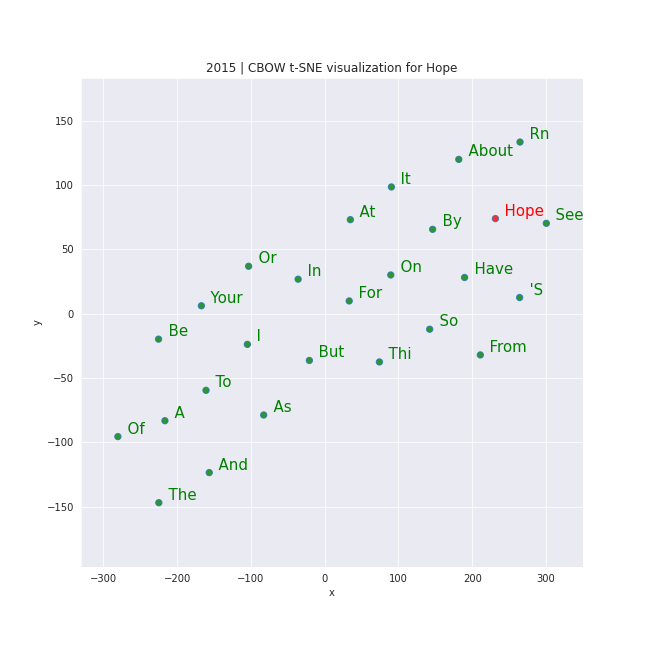 2015 | CBOW t-SNE visualization for Hope
150
100
50
0
−50
−100
−150
y
Rn
About
It
Hope
See
At
By
Or
On
In
Have
'S
For
Your
So
Be
I
From
But
Thi
To
As
A
Of
And
The
−300
−200
−100
0
100
200
300
x